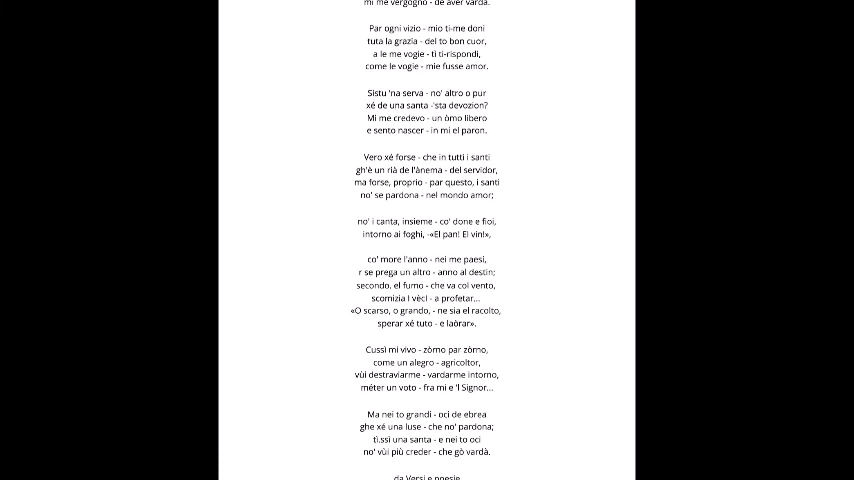 mi me vergogno - de aver vardà.
Par ogni vizio - mio ti-me doni
tuta la grazia - del to bon cuor,
a le me vogie - tì ti-rispondi,
come le vogie - mie fusse amor.
Sistu 'na serva - no' altro o pur
xé de una santa -'sta devozion?
Mi me credevo - un òmo libero
e sento nascer - in mi el paron.
Vero xé forse - che in tutti i santi
gh'è un rià de l'ànema - del servidor,
ma forse, proprio - par questo, i santi
no' se pardona - nel mondo amor;
no' i canta, insieme - co' done e fioi,
intorno ai foghi, -«El pan! El vin!»,
co' more l'anno - nei me paesi,
r se prega un altro - anno al destin;
secondo, el fumo - che va col vento,
scomizia I vècI - a profetar...
«O scarso, o grando, - ne sia el racolto,
sperar xé tuto - e laòrar».
Cussì mi vivo - zòrno par zòrno,
come un alegro - agricoltor,
vùi destraviarme - vardarme intorno,
méter un voto - fra mi e 'l Signor...
Ma nei to grandi - oci de ebrea
ghe xé una luse - che no' pardona;
tì.ssì una santa - e nei to oci
no' vùi più creder - che gò vardà.
da Versi e poesie